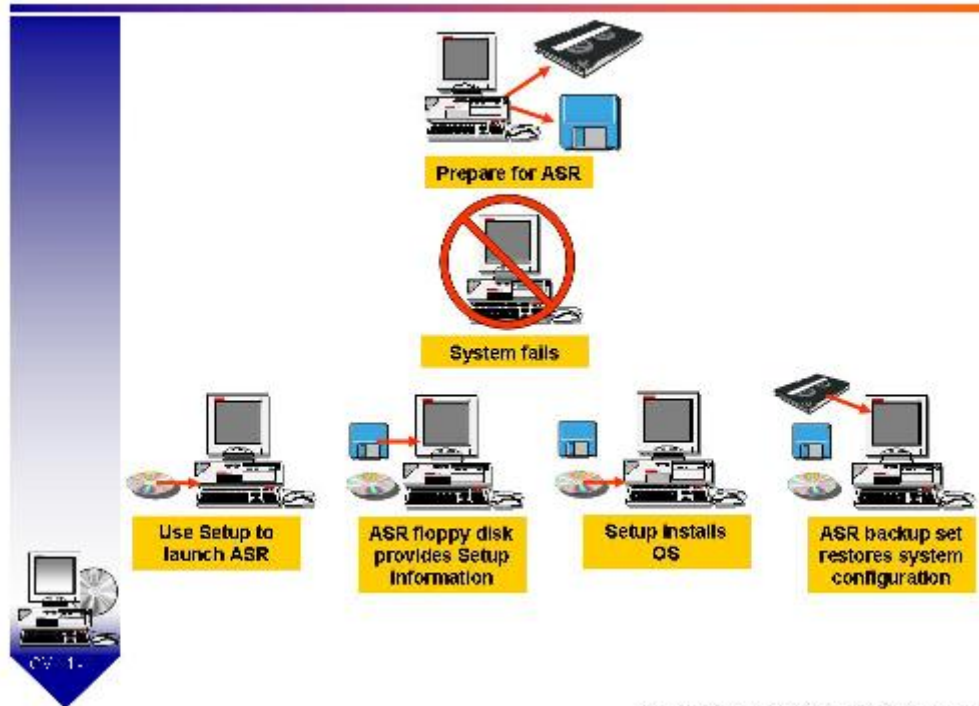 Prepare for ASR
System fails
Use Setup to
launch ASR
ASR floppy disk
provides Setup
information
Setup installs
OS
ASR backup set
restores system
configuration